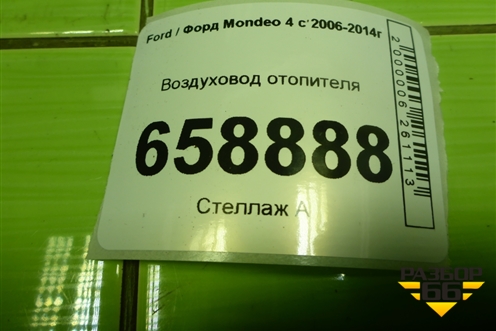 Ford / Форд Mondeo 4 с 2006-2014г
Воздуховод отопителя
658888
Стеллаж А
2000006261113
РАЗБОР
66